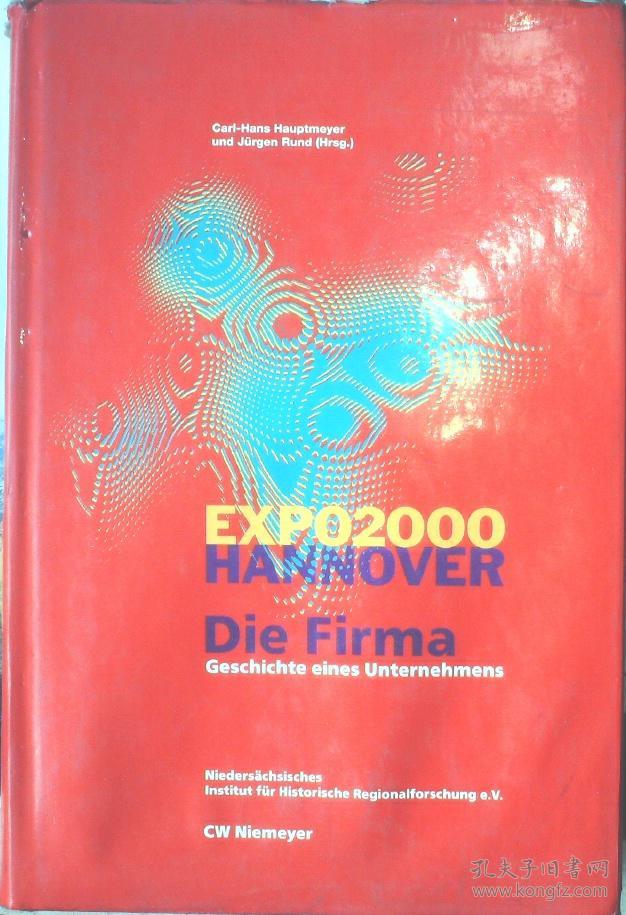 Carl-Hans Hauptmeyer
und Jürgen Rund (Hrsg.)
EXPO2000
HANNOVER
Die Firma
Geschichte eines Unternehmens
Niedersächsisches
Institut für Historische Regionalforschung e.V.
CW Niemeyer
孔夫子旧书网
www.kongfz.com